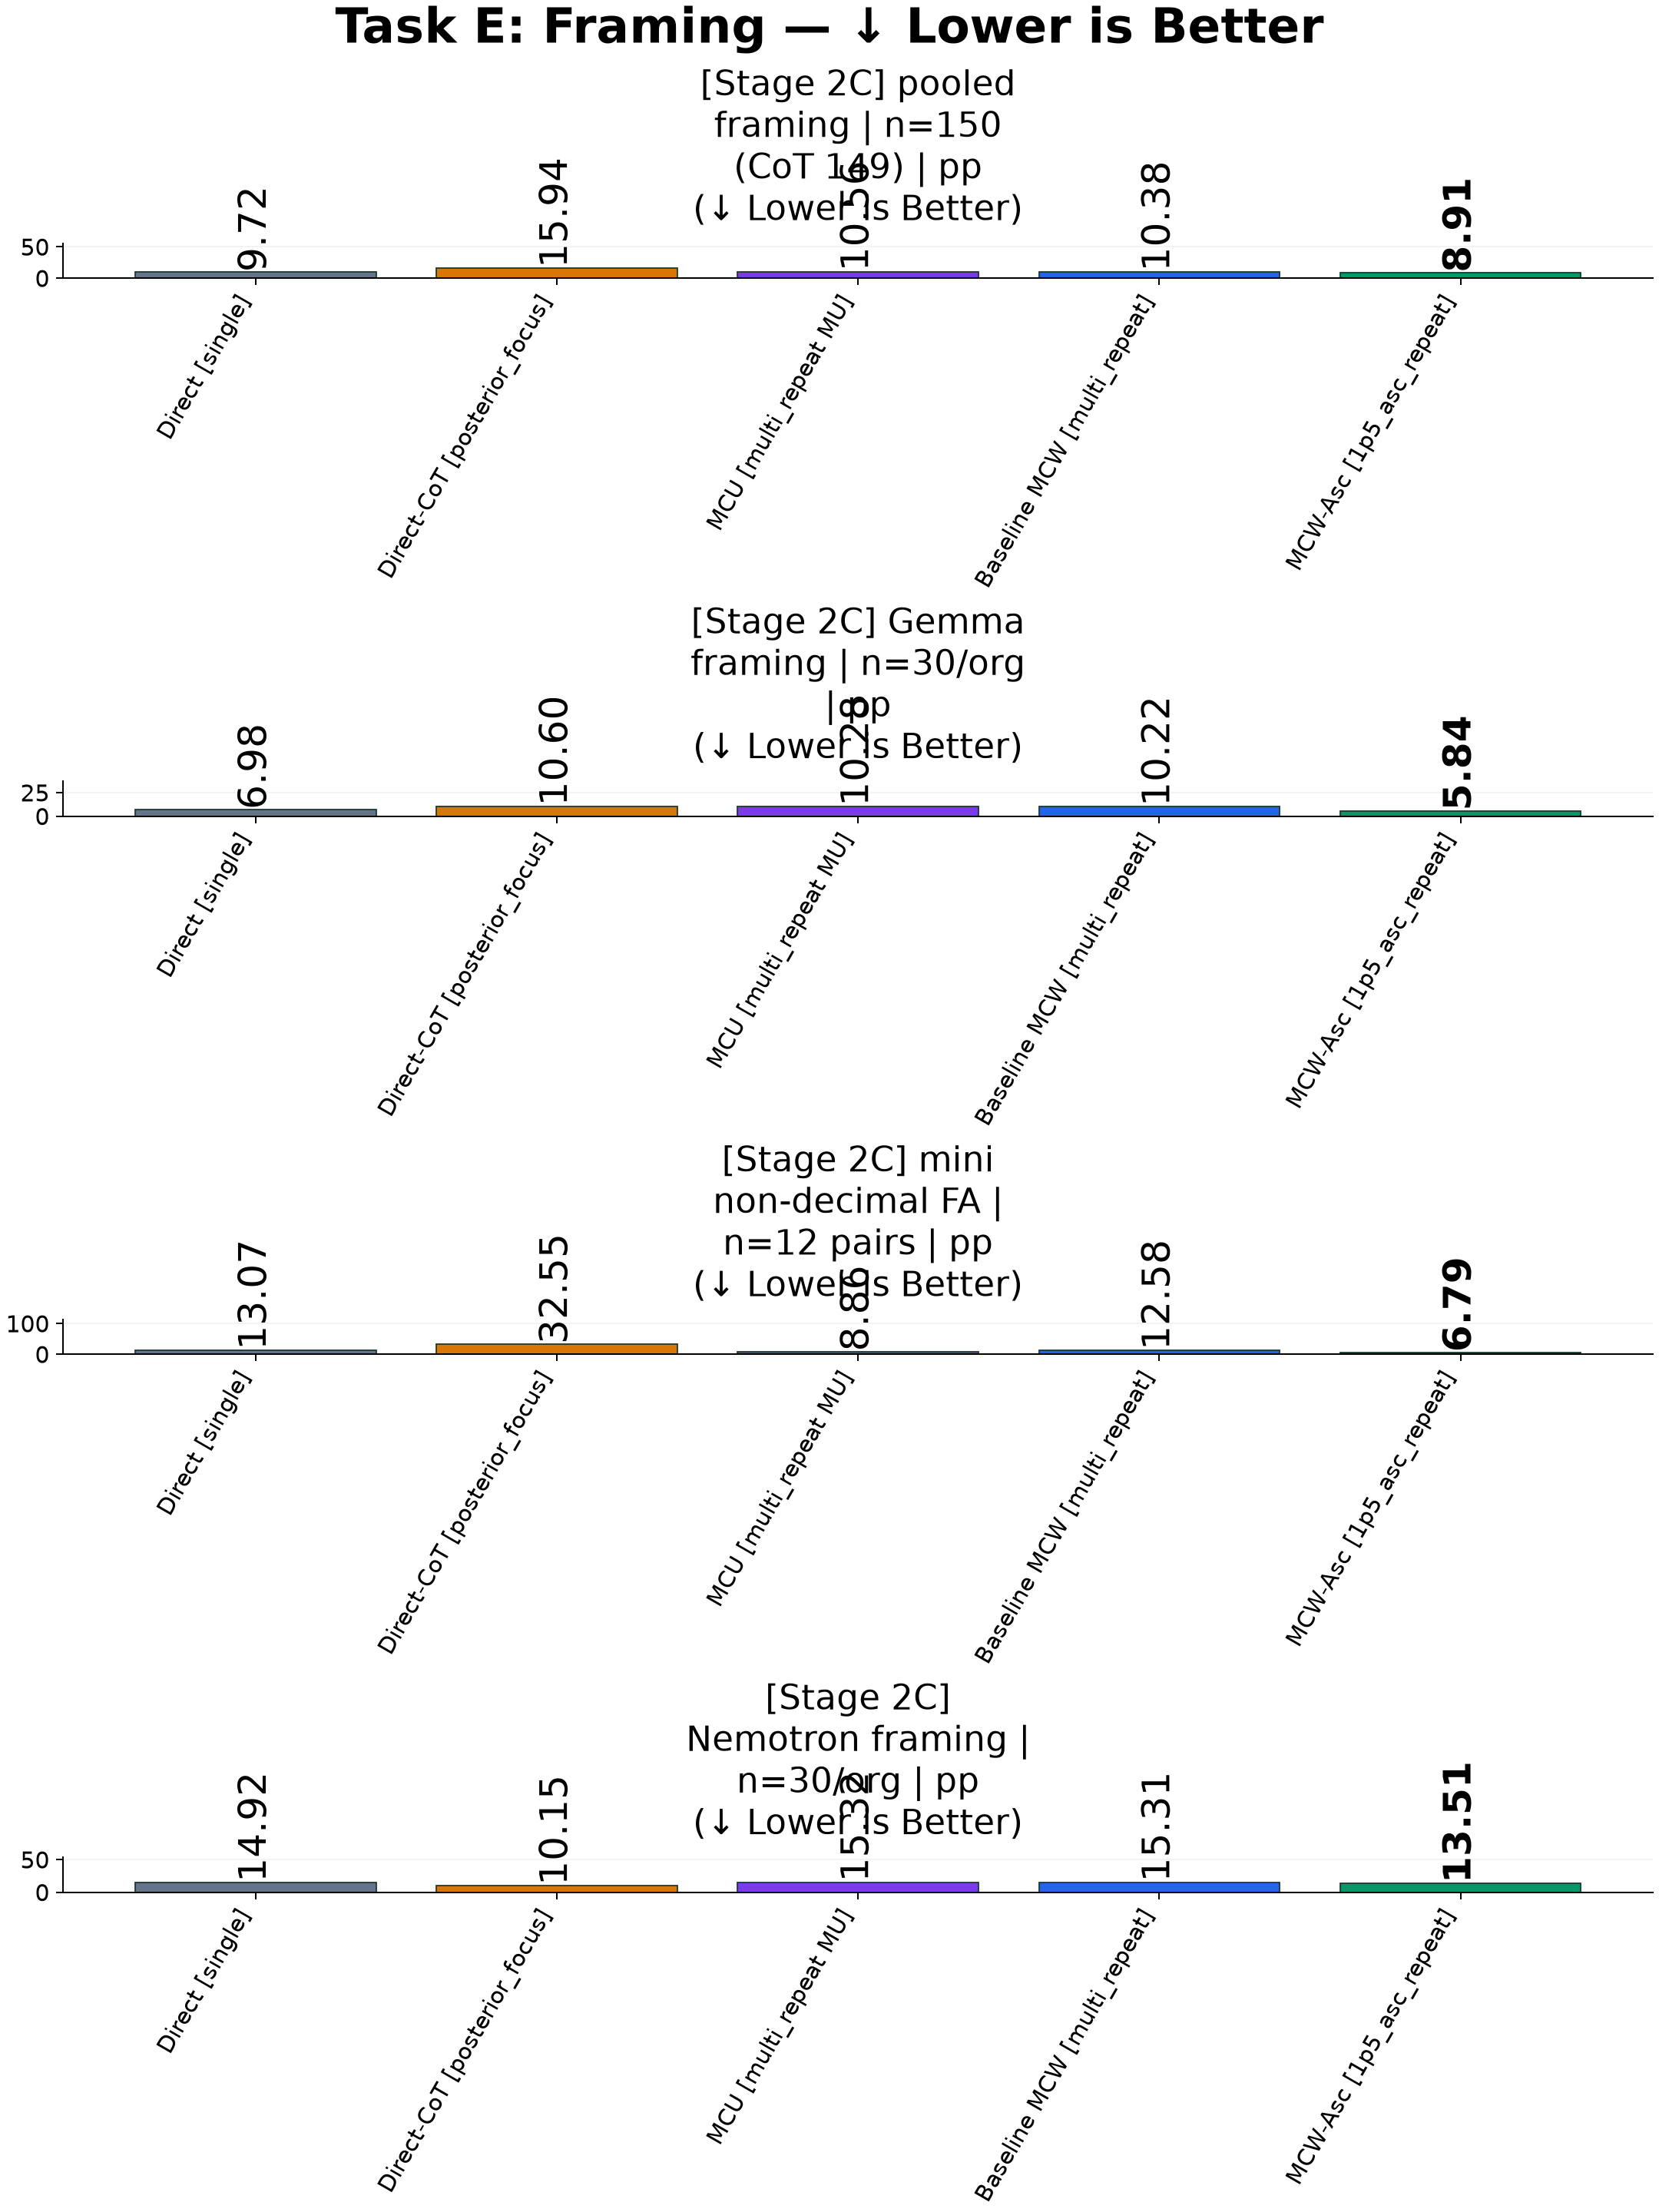 Task E: Framing — ↓ Lower is Better
[Stage 2C] pooled
framing | n=150
(CoT 149) | pp
(↓ Lower is Better)
9.72
15.94
10.56
10.38
8.91
50
0
Direct [single]
Direct-CoT [posterior_focus]
MCU [multi_repeat MU]
Baseline MCW [multi_repeat]
MCW-Asc [1p5_asc_repeat]
[Stage 2C] Gemma
framing | n=30/org
| pp
(↓ Lower is Better)
6.98
10.60
10.28
10.22
5.84
25
0
Direct [single]
Direct-CoT [posterior_focus]
MCU [multi_repeat MU]
Baseline MCW [multi_repeat]
MCW-Asc [1p5_asc_repeat]
[Stage 2C] mini
non-decimal FA |
n=12 pairs | pp
(↓ Lower is Better)
13.07
32.55
8.86
12.58
6.79
100
0
Direct [single]
Direct-CoT [posterior_focus]
MCU [multi_repeat MU]
Baseline MCW [multi_repeat]
MCW-Asc [1p5_asc_repeat]
[Stage 2C]
Nemotron framing |
n=30/org | pp
(↓ Lower is Better)
14.92
10.15
15.32
15.31
13.51
50
0
Direct [single]
Direct-CoT [posterior_focus]
MCU [multi_repeat MU]
Baseline MCW [multi_repeat]
MCW-Asc [1p5_asc_repeat]